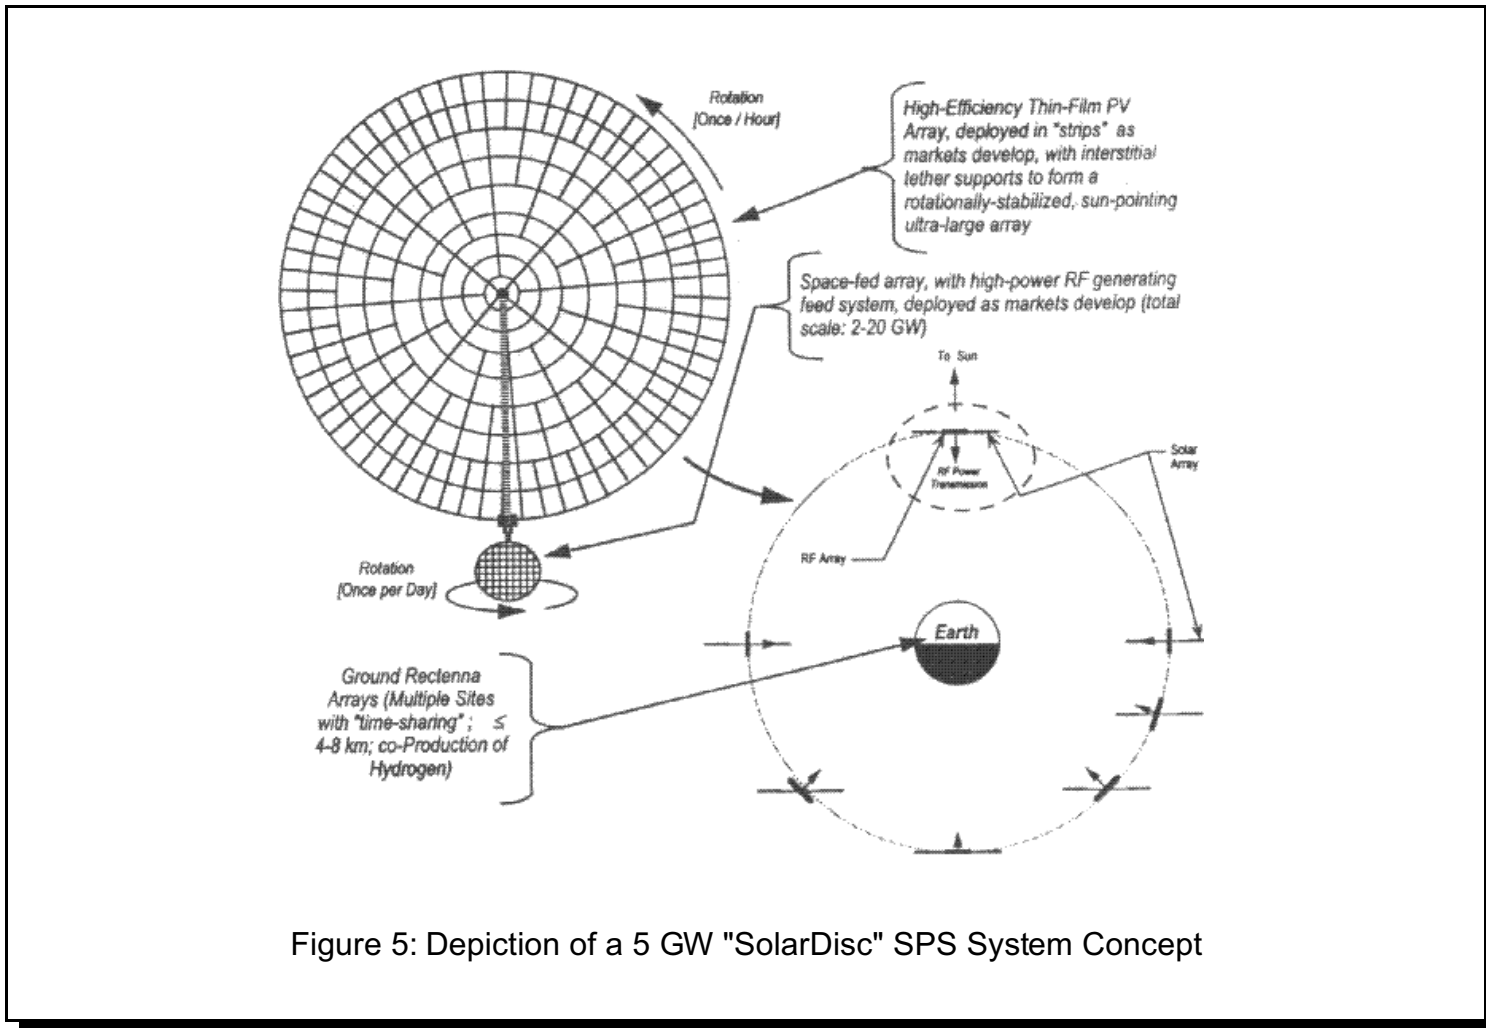 Rotation
[Once / Hour]
High-Efficiency Thin-Film PV
Array, deployed in "strips" as
markets develop, with interstitial
tether supports to form a
rotationally-stabilized, sun-pointing
ultra-large array
Space-fed array, with high-power RF generating
feed system, deployed as markets develop (total
scale: 2-20 GW)
To Sun
RF Power
Transmission
Solar
Array
RF Array
Rotation
[Once per Day]
Earth
Ground Rectenna
Arrays (Multiple Sites
with "time-sharing" ; ≤
4-8 km; co-Production of
Hydrogen)
Figure 5: Depiction of a 5 GW "SolarDisc" SPS System Concept